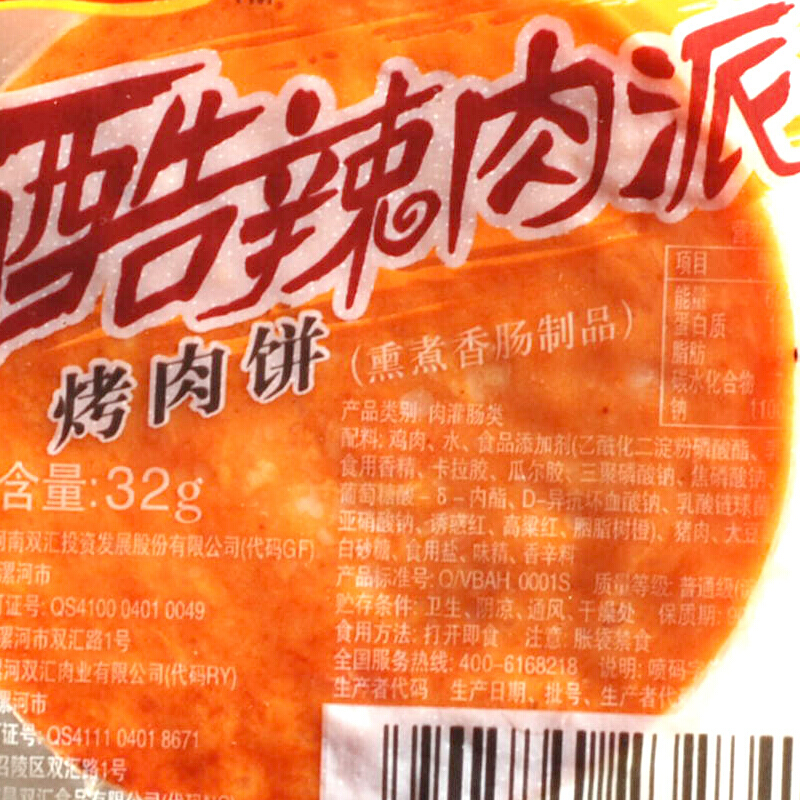 酷辣肉派
烤肉饼
(熏煮香肠制品)
项目
能量
蛋白质
脂肪
碳水化合物
钠 110
产品类别: 肉灌肠类
配料: 鸡肉、水、食品添加剂(乙酰化二淀粉磷酸酯、
食用香精、卡拉胶、瓜尔胶、三聚磷酸钠、焦磷酸钠
葡萄糖酸-δ-内酯、D-异抗坏血酸钠、乳酸链球菌
亚硝酸钠、诱惑红、高粱红、胭脂树橙)、猪肉、大豆
白砂糖、食用盐、味精、香辛料
产品标准号: Q/VBAH 0001S 质量等级: 普通级
贮存条件: 卫生、阴凉、通风、干燥处 保质期:
食用方法: 打开即食 注意: 胀袋禁食
全国服务热线: 400-6168218 说明: 喷码
生产者代码 生产日期、批号、生产者代
含量: 32g
河南双汇投资发展股份有限公司(代码GF)
漯河市
可证号: QS4100 0401 0049
漯河市双汇路1号
漯河双汇肉业有限公司(代码RY)
漯河市
可证号: QS4111 0401 8671
召陵区双汇路1号